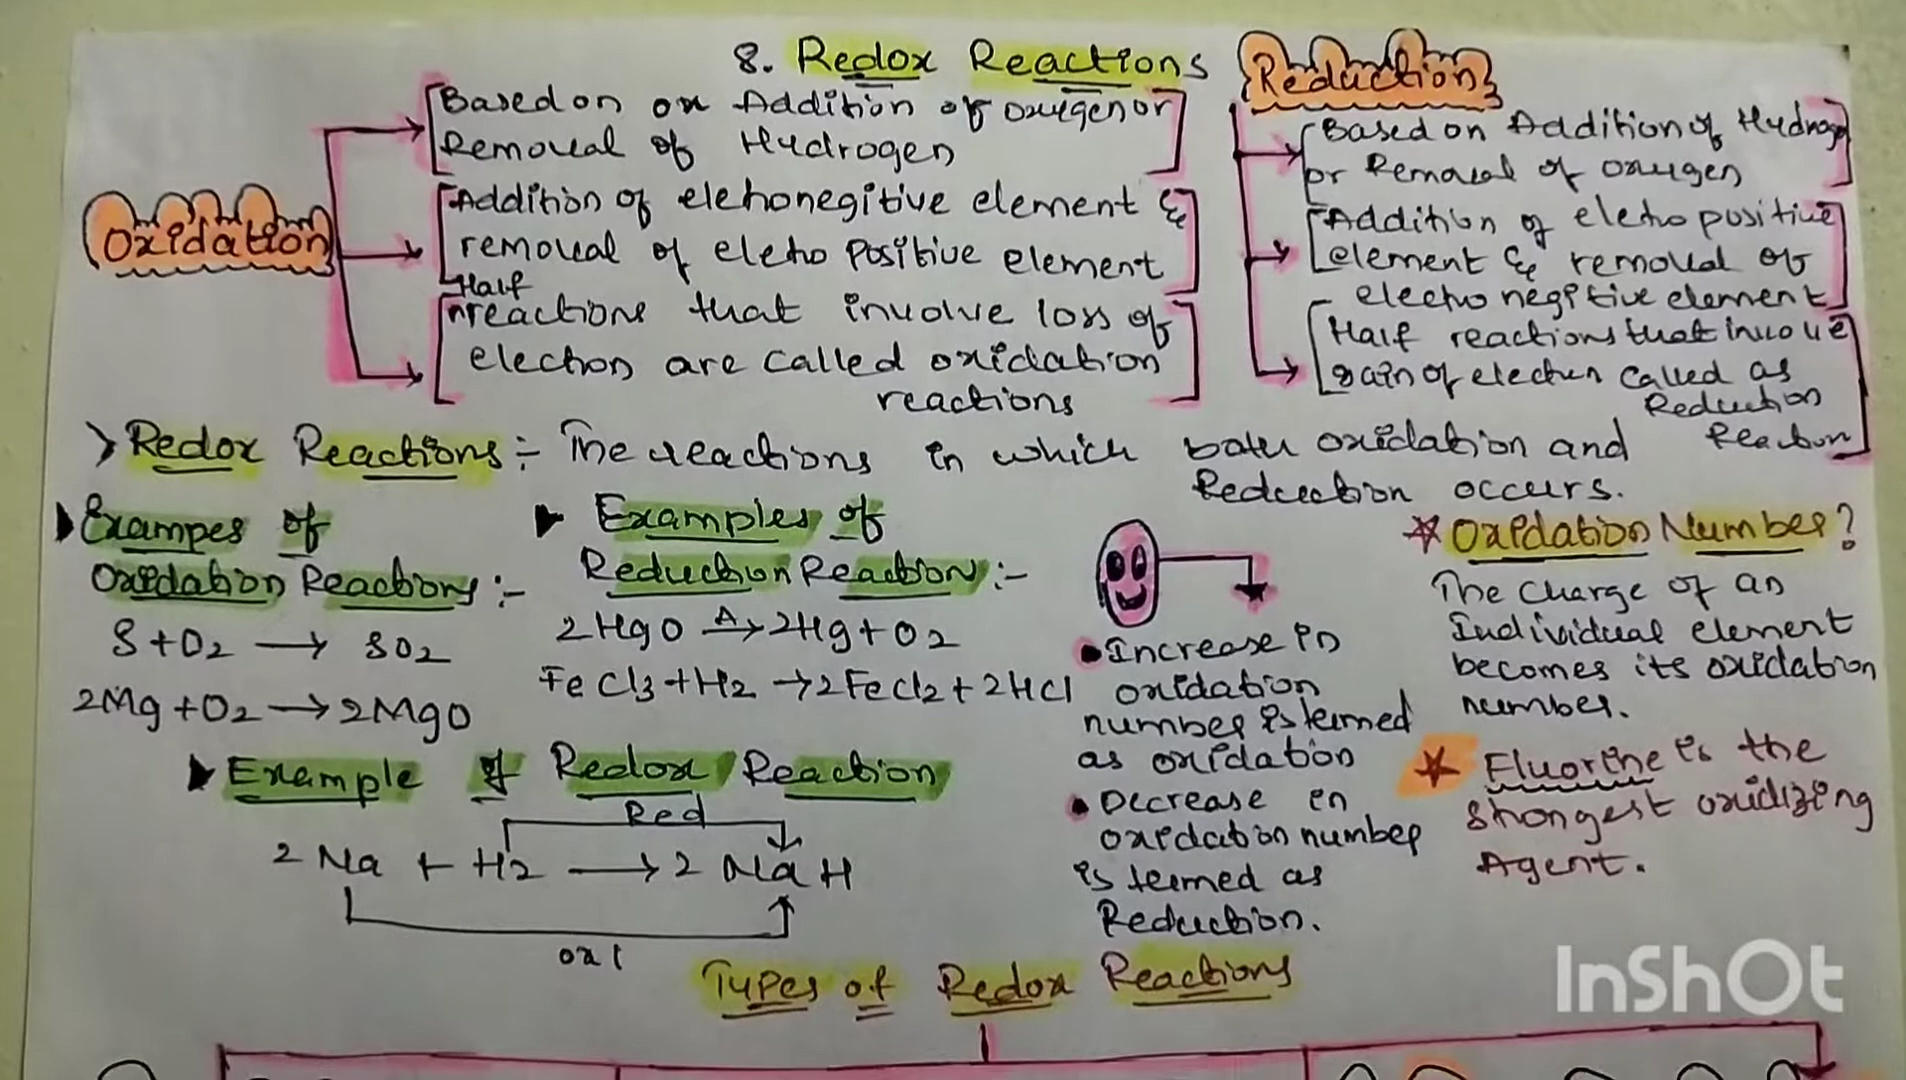 8. Redox Reactions
Oxidation
Based on on Addition of oxygen or
Removal of Hydrogen
Addition of elehonegitive element &
removal of eleho positive element
Half
reactions that involve loss of
election are called oxidation
reactions
Reduction
Based on Addition of Hydrogen
or Removal of oxygen
Addition of eleho positive
element & removal of
electro negitive element
Half reactions that involve
gain of electron called as
Reduction
Reaction
Redox Reactions :- The reactions in which both oxidation and
Reduction occurs.
Exampes of
Oxidation Reactions :-
S + O2 → SO2
2Mg + O2 → 2MgO
Examples of
Reduction Reaction :-
2HgO △→ 2Hg + O2
FeCl3 + H2 → 2FeCl2 + 2HCl
Example of Redox Reaction
Red
2 Na + H2 → 2 NaH
oxi
Increase in
oxidation
number is termed
as oxidation
Decrease in
oxidation number
is termed as
Reduction.
Oxidation Number?
The Charge of an
Individual element
becomes its oxidation
number.
Fluorine is the
strongest oxidizing
Agent.
Types of Redox Reactions
InShOt